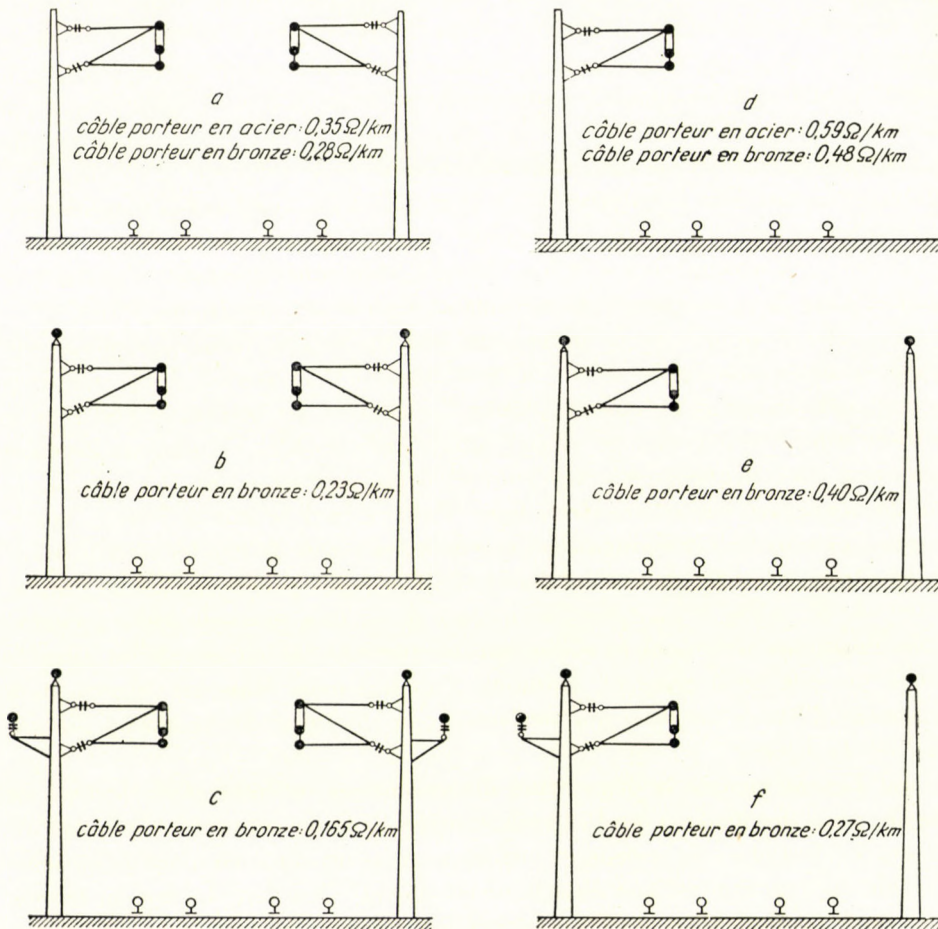 a
câble porteur en acier: 0,35Ω/km
câble porteur en bronze: 0,28Ω/km
d
câble porteur en acier: 0,59Ω/km
câble porteur en bronze: 0,48Ω/km
b
câble porteur en bronze: 0,23Ω/km
e
câble porteur en bronze: 0,40Ω/km
c
câble porteur en bronze: 0,165Ω/km
f
câble porteur en bronze: 0,27Ω/km